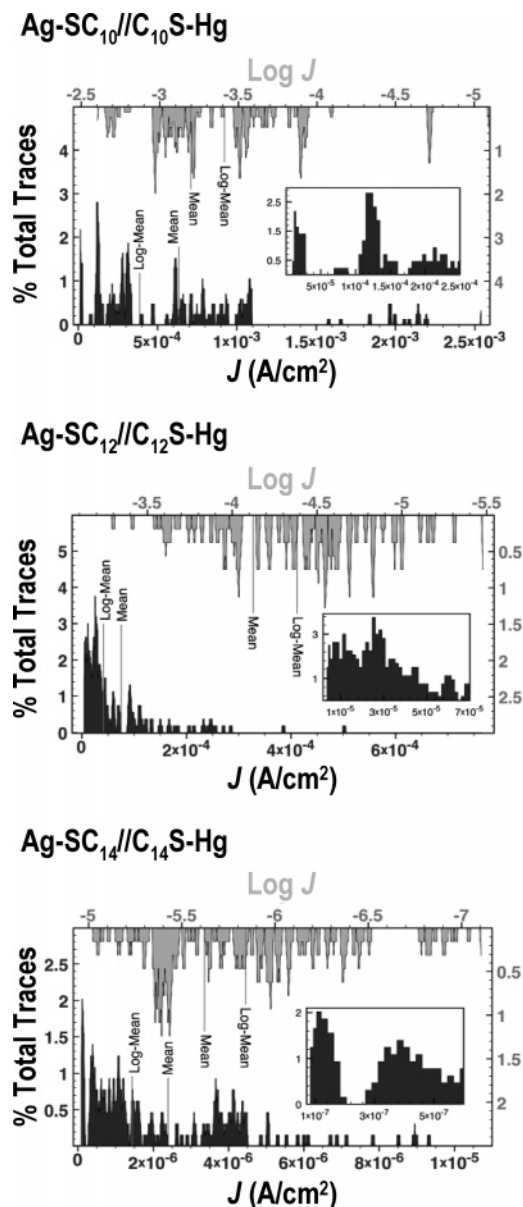 Ag-SC₁₀//C₁₀S-Hg
Log J
-2.5 -3 -3.5 -4 -4.5 -5
% Total Traces
4 3 2 1 0
1 2 3 4
Log-Mean Mean Mean Log-Mean
2.5 1.5 0.5
5×10⁻⁵ 1×10⁻⁴ 1.5×10⁻⁴ 2×10⁻⁴ 2.5×10⁻⁴
5×10⁻⁴ 1×10⁻³ 1.5×10⁻³ 2×10⁻³ 2.5×10⁻³
J (A/cm²)
Ag-SC₁₂//C₁₂S-Hg
Log J
-3.5 -4 -4.5 -5 -5.5
% Total Traces
5 4 3 2 1 0
0.5 1 1.5 2 2.5
Log-Mean Mean Mean Log-Mean
3 2 1
1×10⁻⁵ 3×10⁻⁵ 5×10⁻⁵ 7×10⁻⁵
0 2×10⁻⁴ 4×10⁻⁴ 6×10⁻⁴
J (A/cm²)
Ag-SC₁₄//C₁₄S-Hg
Log J
-5 -5.5 -6 -6.5 -7
% Total Traces
2.5 2 1.5 1 0.5
0.5 1 1.5 2
Log-Mean Mean Mean Log-Mean
2 1 0
1×10⁻⁷ 3×10⁻⁷ 5×10⁻⁷
0 2×10⁻⁶ 4×10⁻⁶ 6×10⁻⁶ 8×10⁻⁶ 1×10⁻⁵
J (A/cm²)